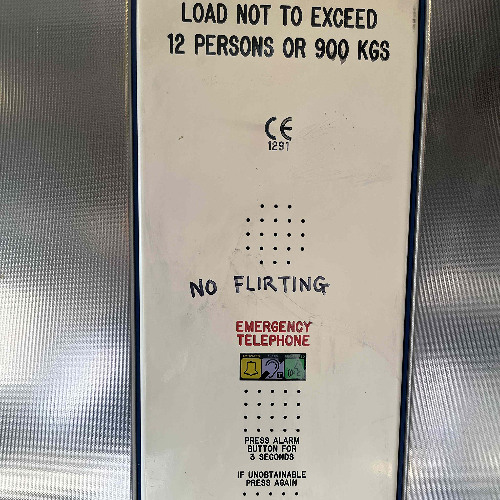 LOAD NOT TO EXCEED
12 PERSONS OR 900 KGS
CE
1291
NO FLIRTING
EMERGENCY
TELEPHONE
PRESS ALARM
BUTTON FOR
3 SECONDS
IF UNOBTAINABLE
PRESS AGAIN